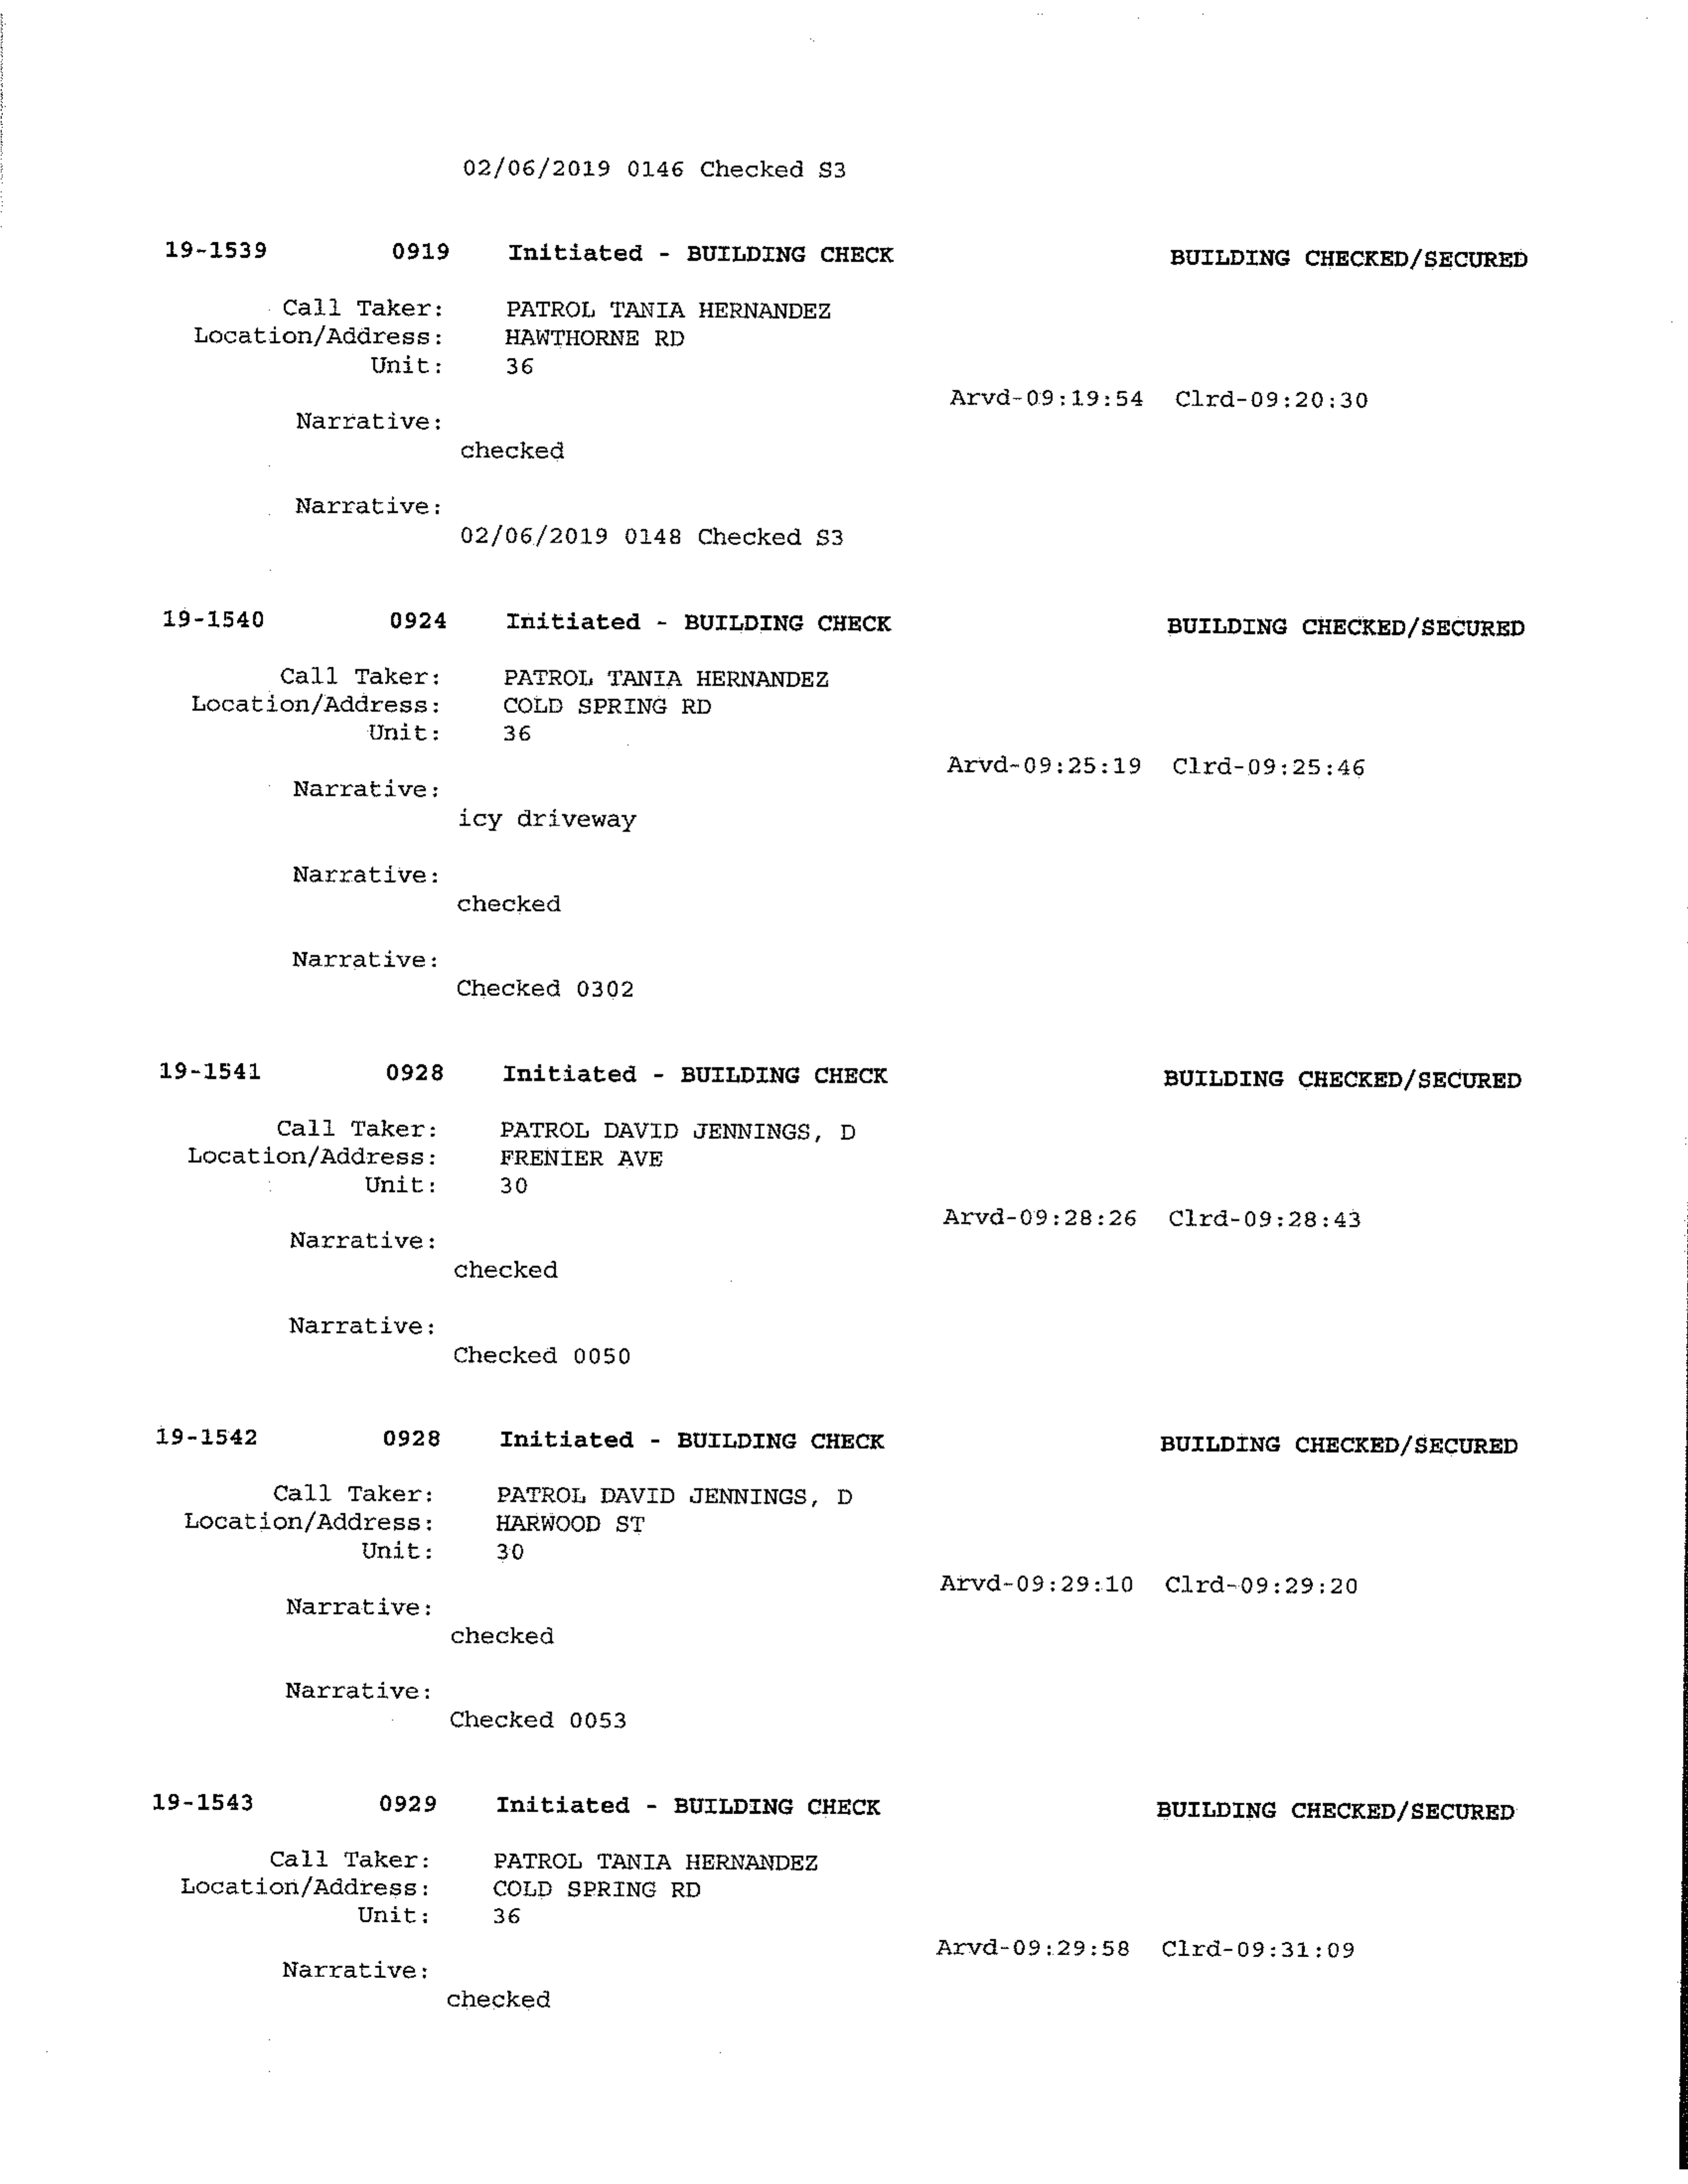 02/06/2019 0146 Checked S3
19-1539 0919 Initiated - BUILDING CHECK BUILDING CHECKED/SECURED
Call Taker: PATROL TANIA HERNANDEZ
Location/Address: HAWTHORNE RD
Unit: 36
Arvd-09:19:54 Clrd-09:20:30
Narrative:
checked
Narrative:
02/06/2019 0148 Checked S3
19-1540 0924 Initiated - BUILDING CHECK BUILDING CHECKED/SECURED
Call Taker: PATROL TANIA HERNANDEZ
Location/Address: COLD SPRING RD
Unit: 36
Arvd-09:25:19 Clrd-09:25:46
Narrative:
icy driveway
Narrative:
checked
Narrative:
Checked 0302
19-1541 0928 Initiated - BUILDING CHECK BUILDING CHECKED/SECURED
Call Taker: PATROL DAVID JENNINGS, D
Location/Address: FRENIER AVE
Unit: 30
Arvd-09:28:26 Clrd-09:28:43
Narrative:
checked
Narrative:
Checked 0050
19-1542 0928 Initiated - BUILDING CHECK BUILDING CHECKED/SECURED
Call Taker: PATROL DAVID JENNINGS, D
Location/Address: HARWOOD ST
Unit: 30
Arvd-09:29:10 Clrd-09:29:20
Narrative:
checked
Narrative:
Checked 0053
19-1543 0929 Initiated - BUILDING CHECK BUILDING CHECKED/SECURED
Call Taker: PATROL TANIA HERNANDEZ
Location/Address: COLD SPRING RD
Unit: 36
Arvd-09:29:58 Clrd-09:31:09
Narrative:
checked